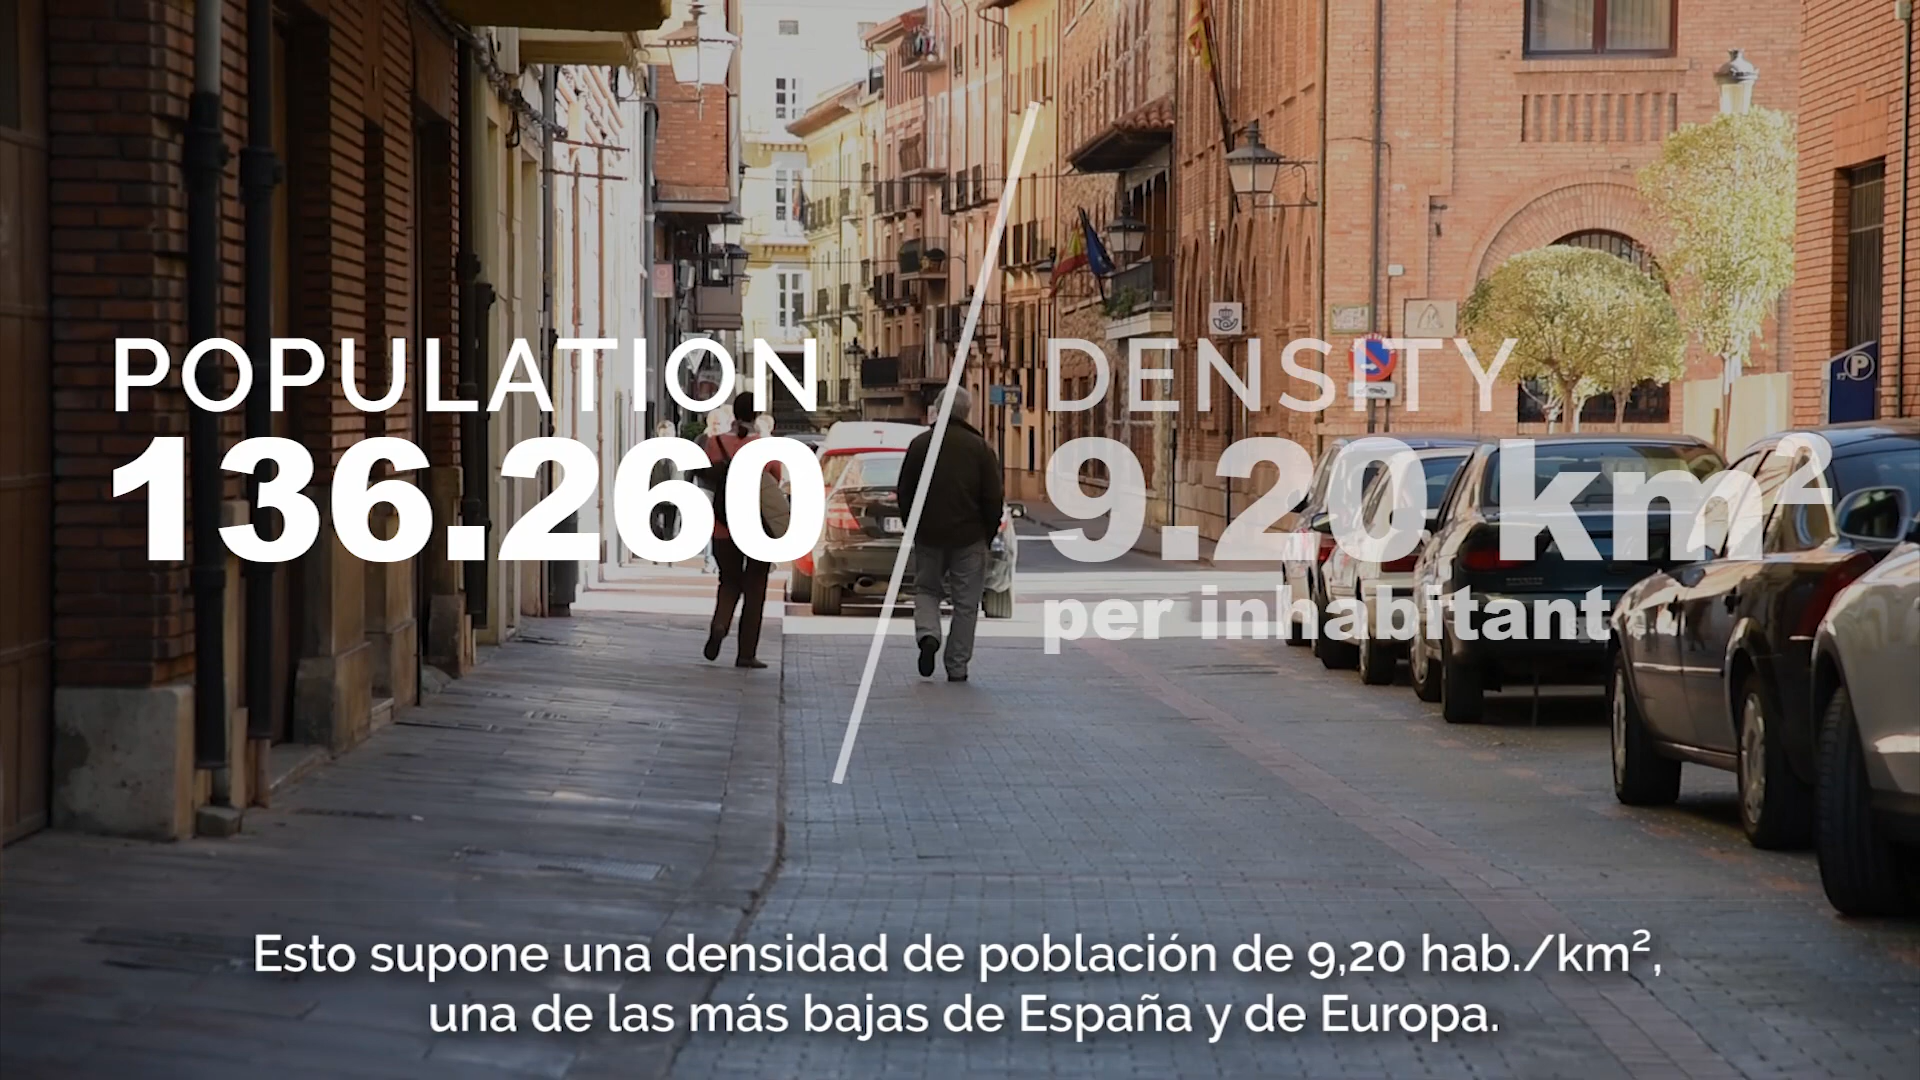 POPULATION
136.260
DENSITY
9.20 km²
per inhabitant
P
Esto supone una densidad de población de 9,20 hab./km²,
una de las más bajas de España y de Europa.